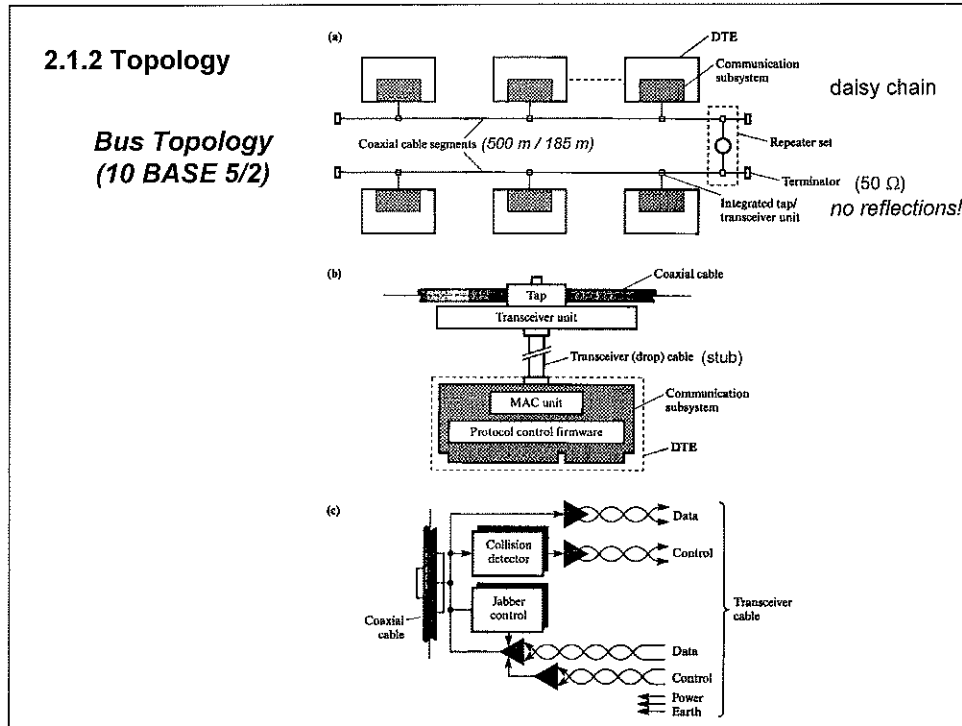 2.1.2 Topology
Bus Topology
(10 BASE 5/2)
(a)
DTE
Communication
subsystem
daisy chain
Coaxial cable segments (500 m / 185 m)
Repeater set
Terminator (50 Ω)
no reflections!
Integrated tap/
transceiver unit
(b)
Coaxial cable
Tap
Transceiver unit
Transceiver (drop) cable (stub)
Communication
subsystem
MAC unit
Protocol control firmware
DTE
(c)
Data
Collision
detector
Control
Jabber
control
Coaxial
cable
Transceiver
cable
Data
Control
Power
Earth